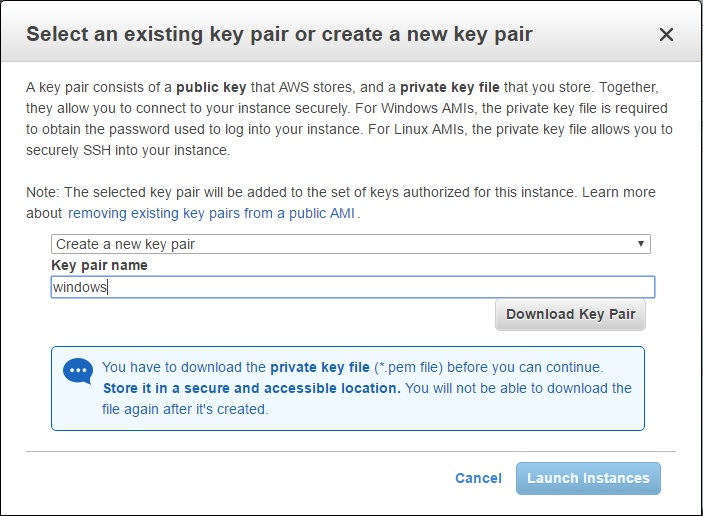 Select an existing key pair or create a new key pair
A key pair consists of a public key that AWS stores, and a private key file that you store. Together,
they allow you to connect to your instance securely. For Windows AMIs, the private key file is required
to obtain the password used to log into your instance. For Linux AMIs, the private key file allows you to
securely SSH into your instance.
Note: The selected key pair will be added to the set of keys authorized for this instance. Learn more
about removing existing key pairs from a public AMI.
Create a new key pair
Key pair name
windows
Download Key Pair
You have to download the private key file (*.pem file) before you can continue.
Store it in a secure and accessible location. You will not be able to download the
file again after it's created.
Cancel Launch Instances